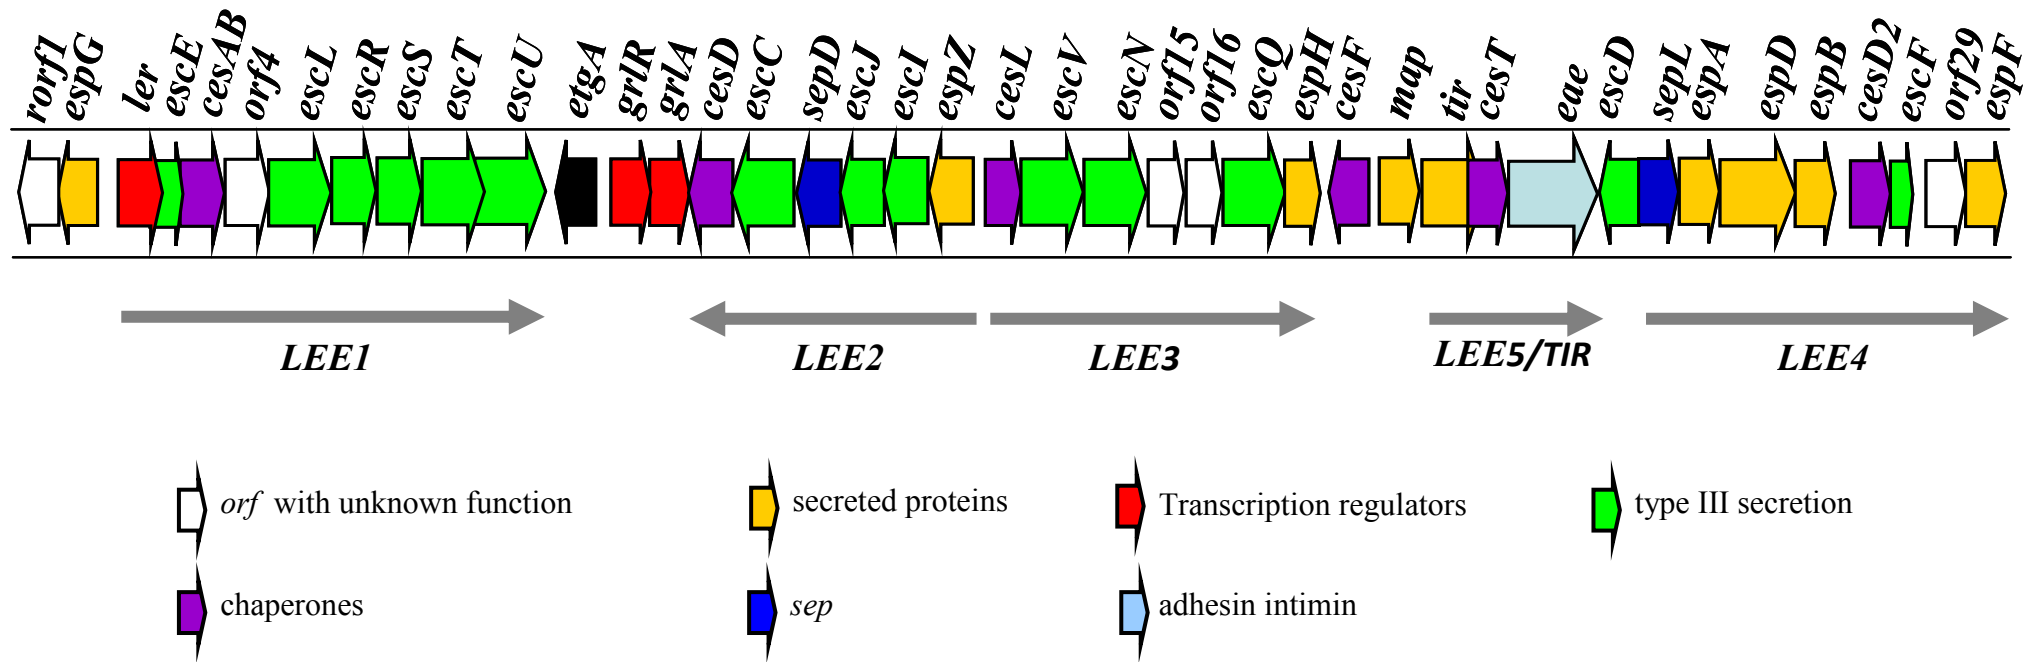 rorf1 espG ler escE cesAB orf4 escL escR escS escT escU etgA grlR grlA cesD escC sepD escJ escI espZ cesL escV escN orf15 orf16 escQ espH cesF map tir cesT eae escD sepL espA espD espB cesD2 escF orf29 espF
LEE1 LEE2 LEE3 LEE5/TIR LEE4
orf with unknown function secreted proteins Transcription regulators type III secretion
chaperones sep adhesin intimin